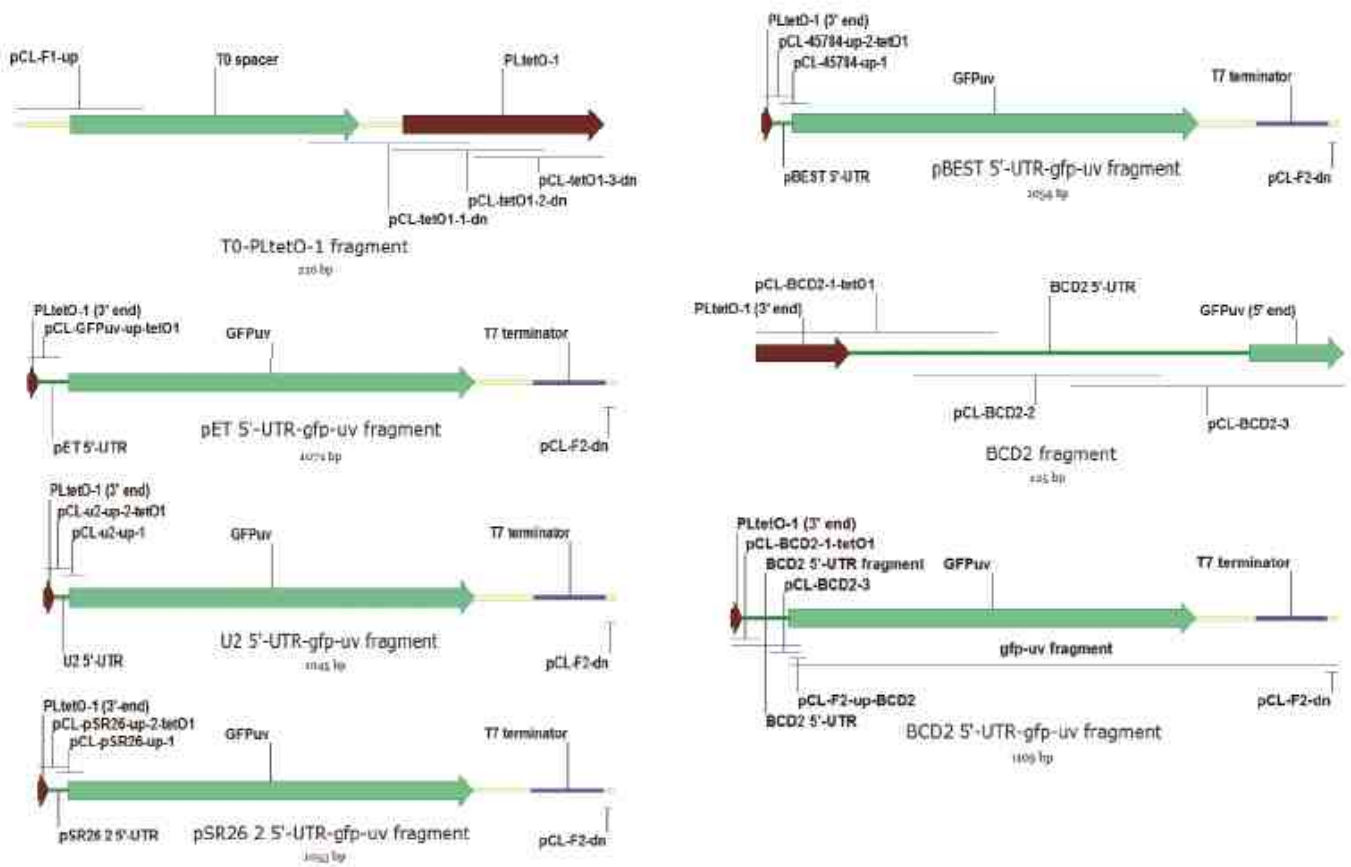 pCL-F1-up
T0 spacer
PLtetO-1
pCL-tetO1-3-dn
pCL-tetO1-2-dn
pCL-tetO1-1-dn
T0-PLtetO-1 fragment
PLtetO-1 (3' end)
pCL-GFPuv-up-tetO1
GFPuv
T7 terminator
pET 5'-UTR
pET 5'-UTR-gfp-uv fragment
pCL-F2-dn
PLtetO-1 (3' end)
pCL-u2-up-2-tetO1
pCL-u2-up-1
GFPuv
T7 terminator
U2 5'-UTR
U2 5'-UTR-gfp-uv fragment
pCL-F2-dn
PLtetO-1 (3'-end)
pCL-pSR26-up-2-tetO1
pCL-pSR26-up-1
GFPuv
T7 terminator
pSR26 2 5'-UTR
pSR26 2 5'-UTR-gfp-uv fragment
pCL-F2-dn
PLtetO-1 (3' end)
pCL-45784-up-2-tetO1
pCL-45784-up-1
GFPuv
T7 terminator
pBEST 5'-UTR
pBEST 5'-UTR-gfp-uv fragment
1054 bp
pCL-F2-dn
pCL-BCD2-1-tetO1
BCD2 5'-UTR
PLtetO-1 (3' end)
GFPuv (5' end)
pCL-BCD2-2
pCL-BCD2-3
BCD2 fragment
PLtetO-1 (3' end)
pCL-BCD2-1-tetO1
BCD2 5'-UTR fragment
GFPuv
T7 terminator
pCL-BCD2-3
gfp-uv fragment
pCL-F2-up-BCD2
pCL-F2-dn
BCD2 5'-UTR
BCD2 5'-UTR-gfp-uv fragment